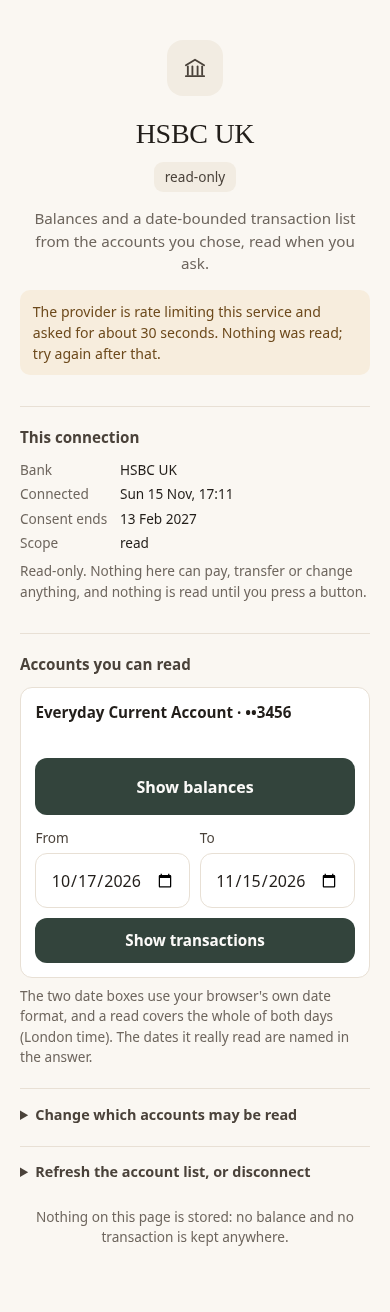 HSBC UK
read-only
Balances and a date-bounded transaction list
from the accounts you chose, read when you
ask.
The provider is rate limiting this service and
asked for about 30 seconds. Nothing was read;
try again after that.
This connection
Bank HSBC UK
Connected Sun 15 Nov, 17:11
Consent ends 13 Feb 2027
Scope read
Read-only. Nothing here can pay, transfer or change
anything, and nothing is read until you press a button.
Accounts you can read
Everyday Current Account · ••3456
Show balances
From To
10/17/2026 11/15/2026
Show transactions
The two date boxes use your browser's own date
format, and a read covers the whole of both days
(London time). The dates it really read are named in
the answer.
Change which accounts may be read
Refresh the account list, or disconnect
Nothing on this page is stored: no balance and no
transaction is kept anywhere.